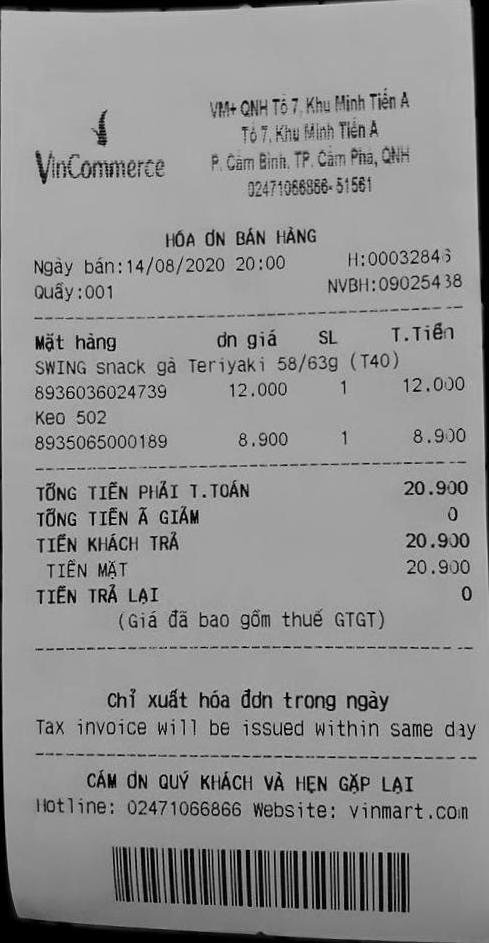 VinCommerce
VM+ QNH Tổ 7, Khu Minh Tiến A
Tổ 7, Khu Minh Tiến A
P. Cẩm Bình, TP. Cẩm Phả, QNH
02471066866-51561
HÓA ƠN BÁN HÀNG
Ngày bán:14/08/2020 20:00 H:00032846
Quầy:001 NVBH:09025438
Mặt hàng ơn giá SL T.Tiền
SWING snack gà Teriyaki 58/63g (T40)
8936036024739 12.000 1 12.000
Keo 502
8935065000189 8.900 1 8.900
TỔNG TIỀN PHẢI T.TOÁN 20.900
TỔNG TIỀN Ã GIẢM 0
TIỀN KHÁCH TRẢ 20.900
TIỀN MẶT 20.900
TIỀN TRẢ LẠI 0
(Giá đã bao gồm thuế GTGT)
Chỉ xuất hóa đơn trong ngày
Tax invoice will be issued within same day
CÁM ƠN QUÝ KHÁCH VÀ HẸN GẶP LẠI
Hotline: 02471066866 Website: vinmart.com